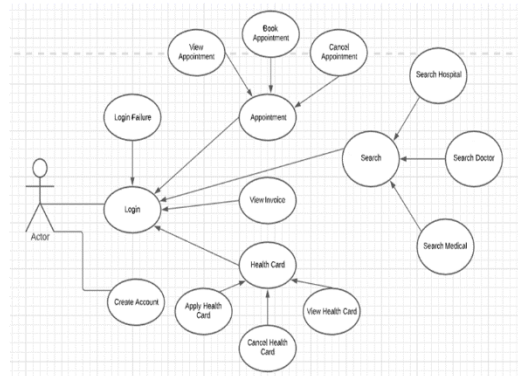 View
Appointment
Book
Appointment
Cancel
Appointment
Search Hospital
Login Failure
Appointment
Search
Search Doctor
Login
View Invoice
Actor
Search Medical
Health Card
Create Account
Apply Health
Card
View Health Card
Cancel Health
Card